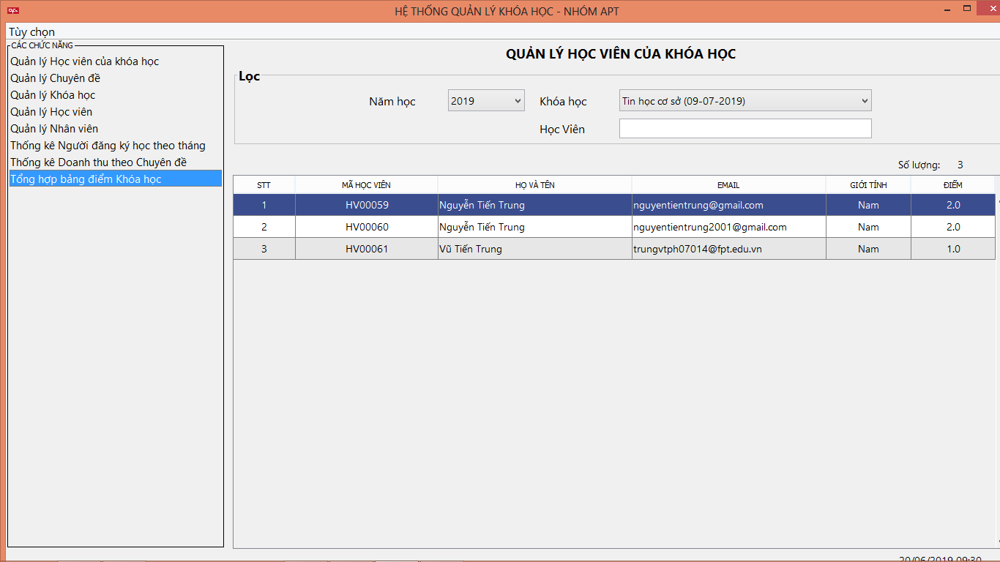 HỆ THỐNG QUẢN LÝ KHÓA HỌC - NHÓM APT
Tùy chọn
CÁC CHỨC NĂNG
Quản lý Học viên của khóa học
Quản lý Chuyên đề
Quản lý Khóa học
Quản lý Học viên
Quản lý Nhân viên
Thống kê Người đăng ký học theo tháng
Thống kê Doanh thu theo Chuyên đề
Tổng hợp bảng điểm Khóa học
QUẢN LÝ HỌC VIÊN CỦA KHÓA HỌC
Lọc
Năm học 2019 Khóa học Tin học cơ sở (09-07-2019)
Học Viên
Số lượng: 3
STT MÃ HỌC VIÊN HỌ VÀ TÊN EMAIL GIỚI TÍNH ĐIỂM
1 HV00059 Nguyễn Tiến Trung nguyentientrung@gmail.com Nam 2.0
2 HV00060 Nguyễn Tiến Trung nguyentientrung2001@gmail.com Nam 2.0
3 HV00061 Vũ Tiến Trung trungvtph07014@fpt.edu.vn Nam 1.0
20/06/2019 09:30